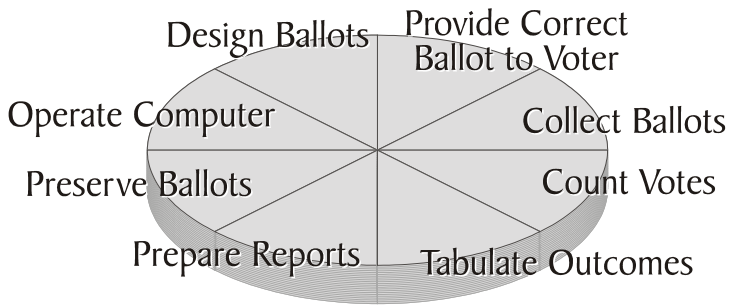 Design Ballots
Provide Correct
Ballot to Voter
Operate Computer
Collect Ballots
Preserve Ballots
Count Votes
Prepare Reports
Tabulate Outcomes